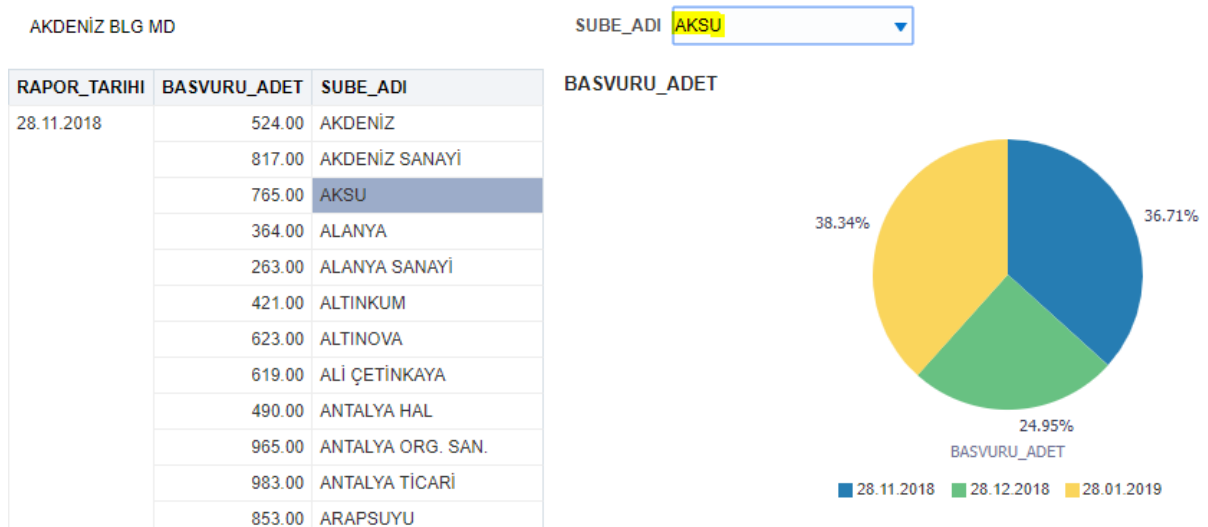 AKDENİZ BLG MD
SUBE_ADI AKSU
RAPOR_TARIHI BASVURU_ADET SUBE_ADI
28.11.2018 524.00 AKDENİZ
817.00 AKDENİZ SANAYİ
765.00 AKSU
364.00 ALANYA
263.00 ALANYA SANAYİ
421.00 ALTINKUM
623.00 ALTINOVA
619.00 ALİ ÇETİNKAYA
490.00 ANTALYA HAL
965.00 ANTALYA ORG. SAN.
983.00 ANTALYA TİCARİ
853.00 ARAPSUYU
BASVURU_ADET
38.34%
36.71%
24.95%
BASVURU_ADET
28.11.2018 28.12.2018 28.01.2019